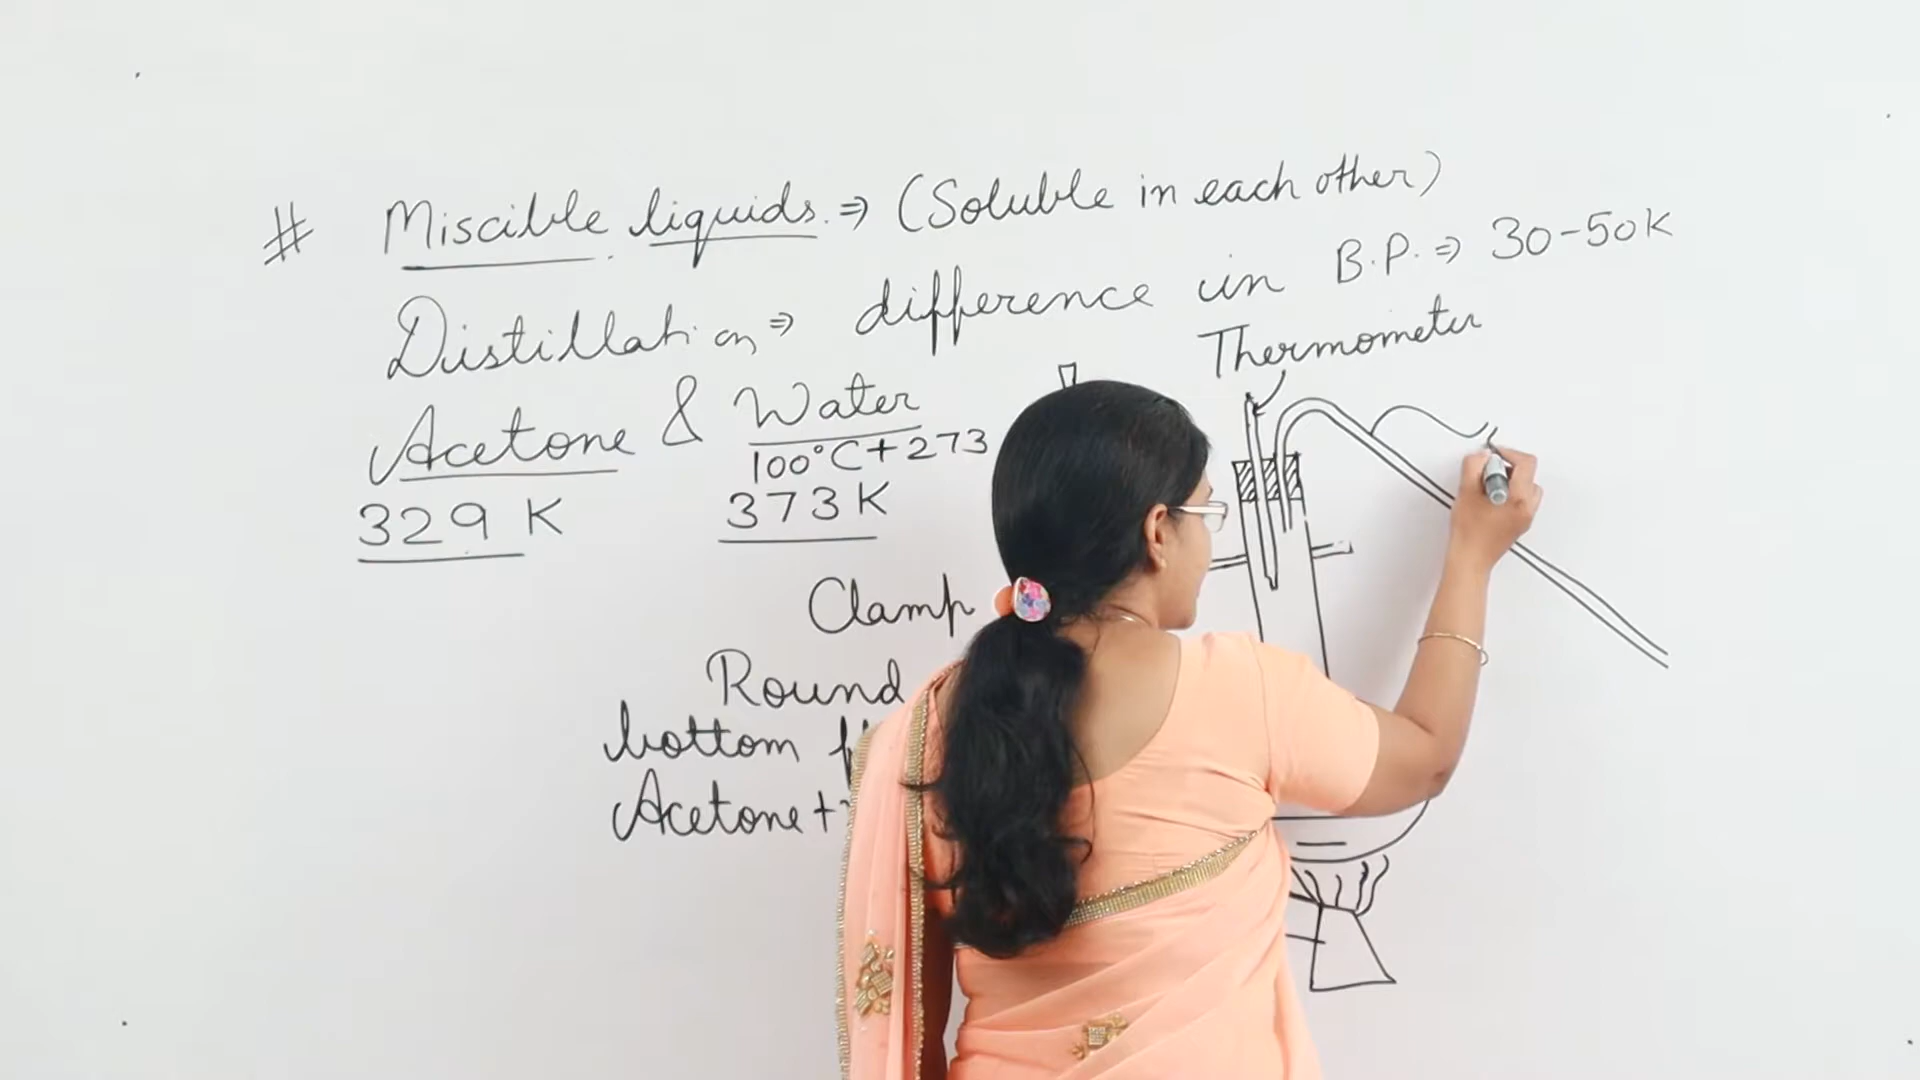 # Miscible liquids. ⇒ (Soluble in each other)
Distillation ⇒ difference in B.P. ⇒ 30-50K
Thermometer
Acetone & Water
100°C+273
329 K 373K
Clamp
Round
bottom
Acetone +